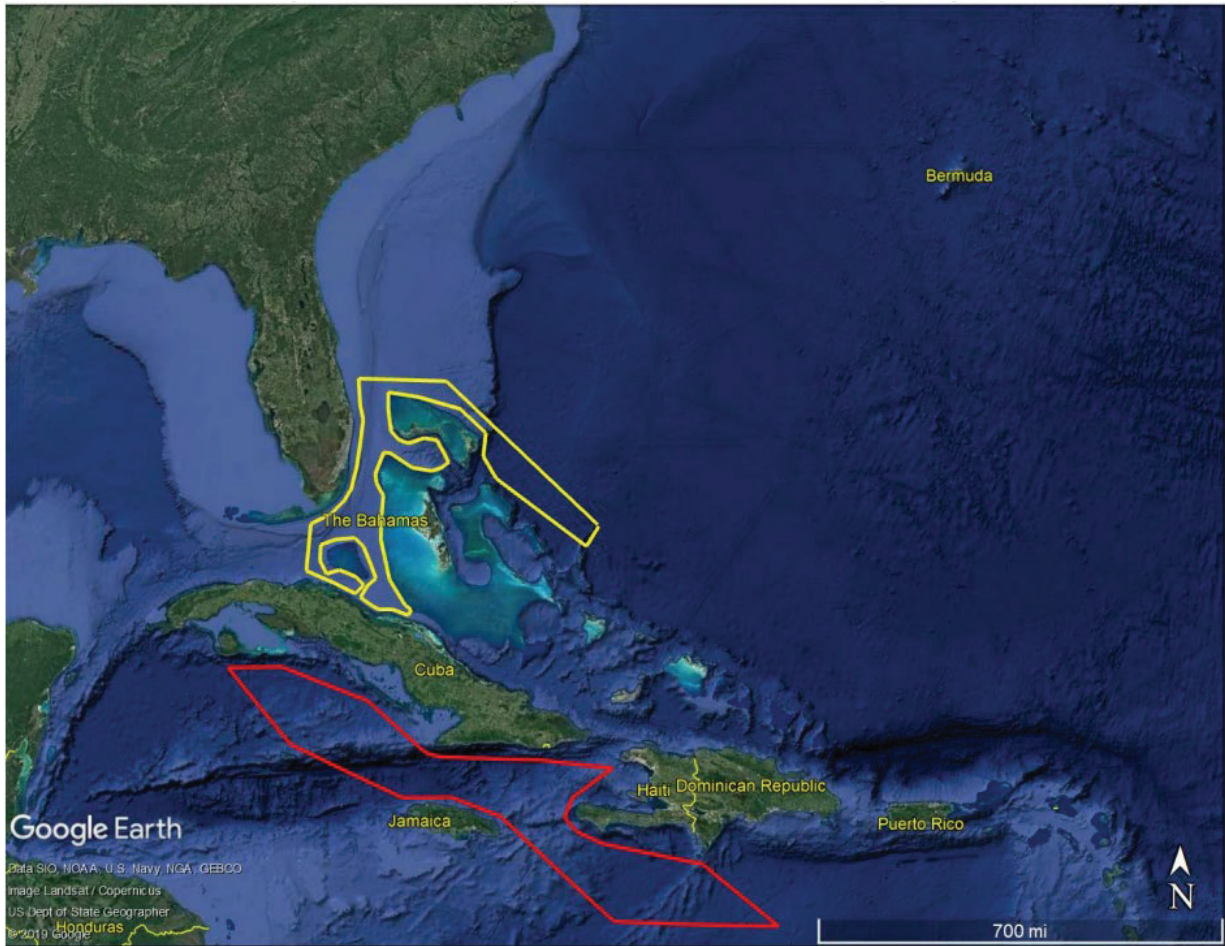 Bermuda
The Bahamas
Cuba
Haiti
Dominican Republic
Jamaica
Puerto Rico
Google Earth
Data SIO, NOAA, U.S. Navy, NGA, GEBCO
Image Landsat / Copernicus
US Dept of State Geographer
Honduras
© 2019 Google
N
700 mi